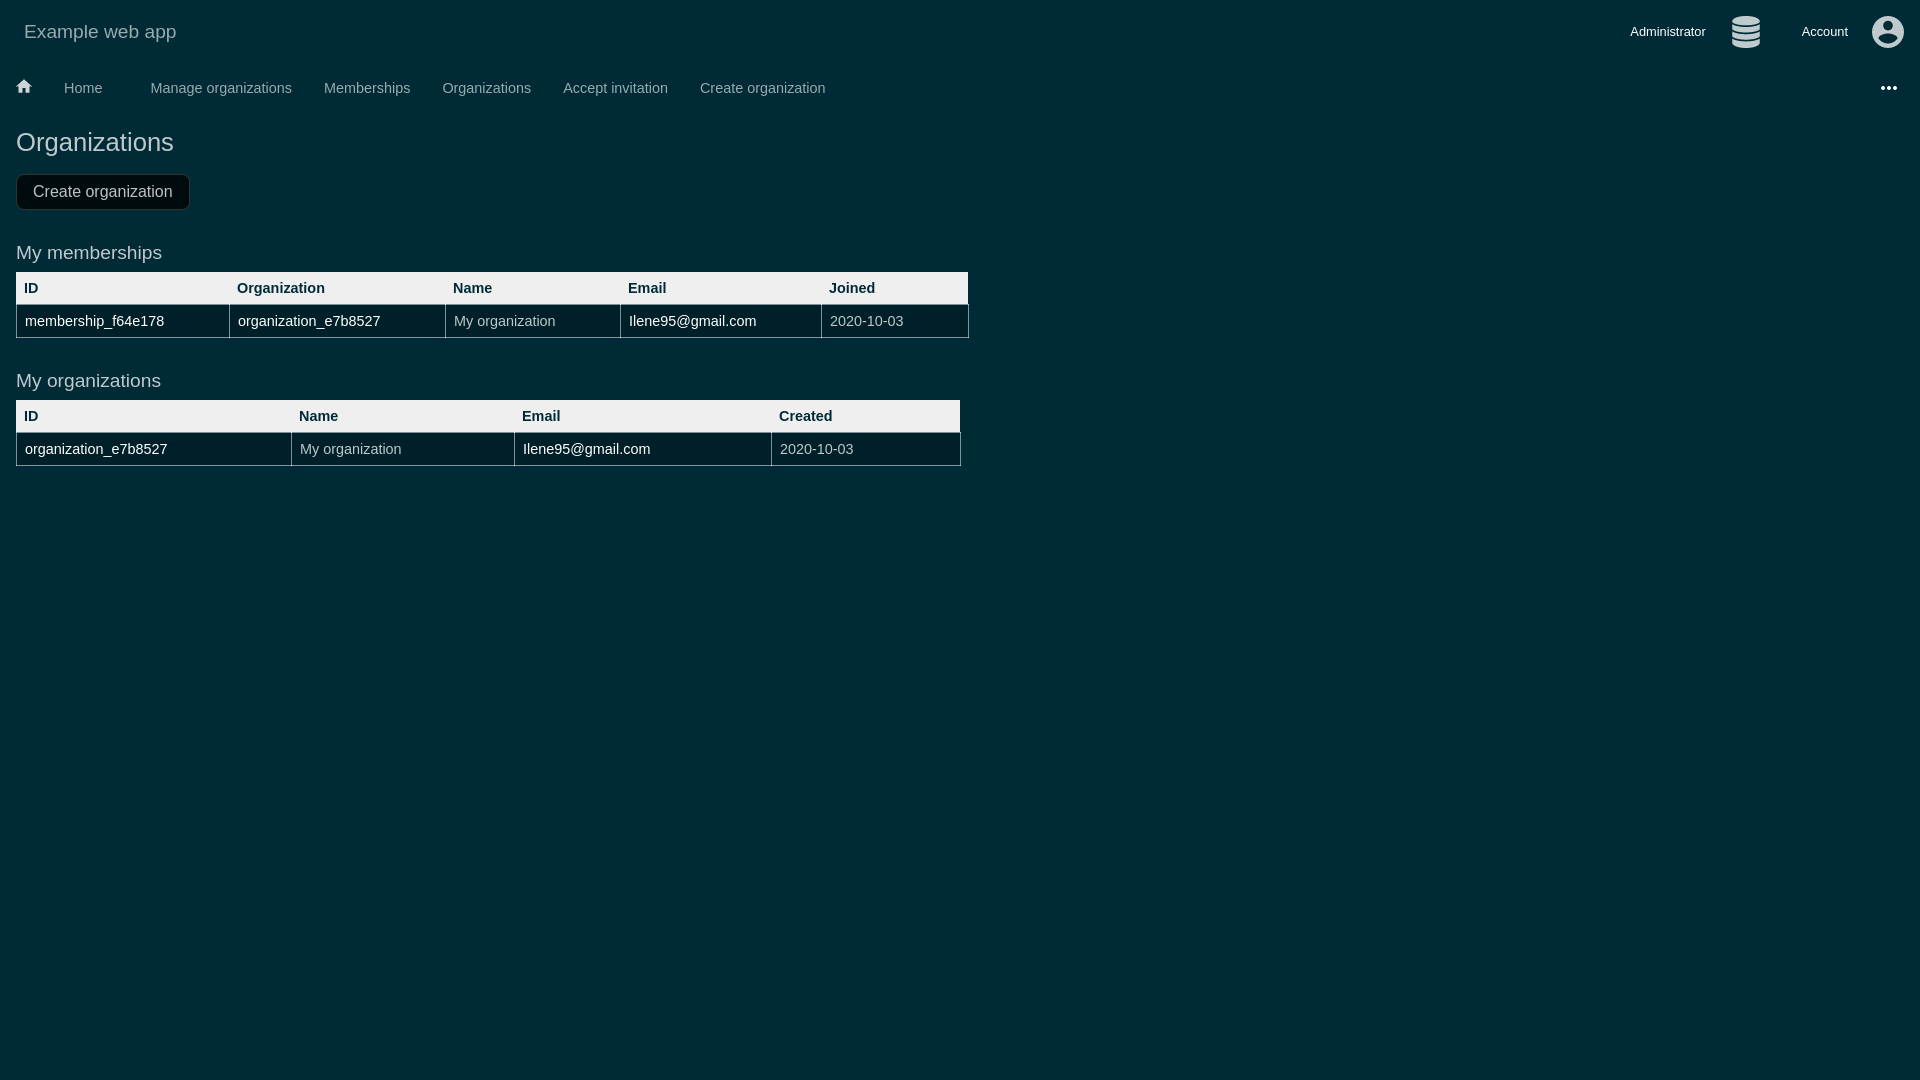 Example web app
Administrator
Account
Home
Manage organizations
Memberships
Organizations
Accept invitation
Create organization
Organizations
Create organization
My memberships
ID Organization Name Email Joined
membership_f64e178 organization_e7b8527 My organization Ilene95@gmail.com 2020-10-03
My organizations
ID Name Email Created
organization_e7b8527 My organization Ilene95@gmail.com 2020-10-03